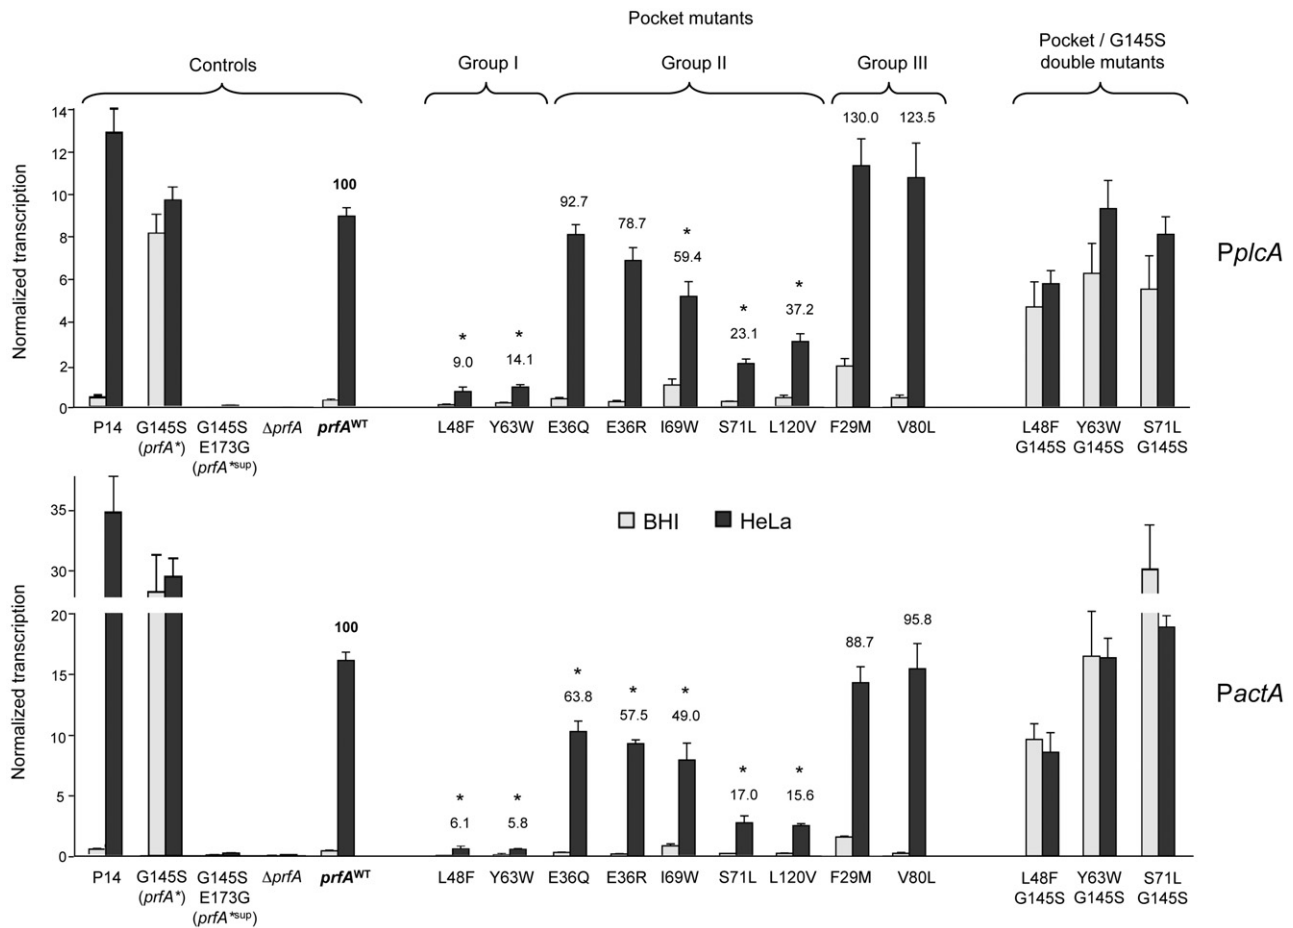 Pocket mutants
Controls
Group I
Group II
Group III
Pocket / G145S
double mutants
Normalized transcription
14
12
10
8
6
4
2
0
100
*
9.0
*
14.1
92.7
78.7
*
59.4
*
23.1
*
37.2
130.0
123.5
PplcA
P14
G145S
(prfA*)
G145S
E173G
(prfA*sup)
ΔprfA
prfAWT
L48F
Y63W
E36Q
E36R
I69W
S71L
L120V
F29M
V80L
L48F
G145S
Y63W
G145S
S71L
G145S
BHI
HeLa
Normalized transcription
35
30
20
15
10
5
0
100
*
6.1
*
5.8
*
63.8
*
57.5
*
49.0
*
17.0
*
15.6
88.7
95.8
PactA
P14
G145S
(prfA*)
G145S
E173G
(prfA*sup)
ΔprfA
prfAWT
L48F
Y63W
E36Q
E36R
I69W
S71L
L120V
F29M
V80L
L48F
G145S
Y63W
G145S
S71L
G145S